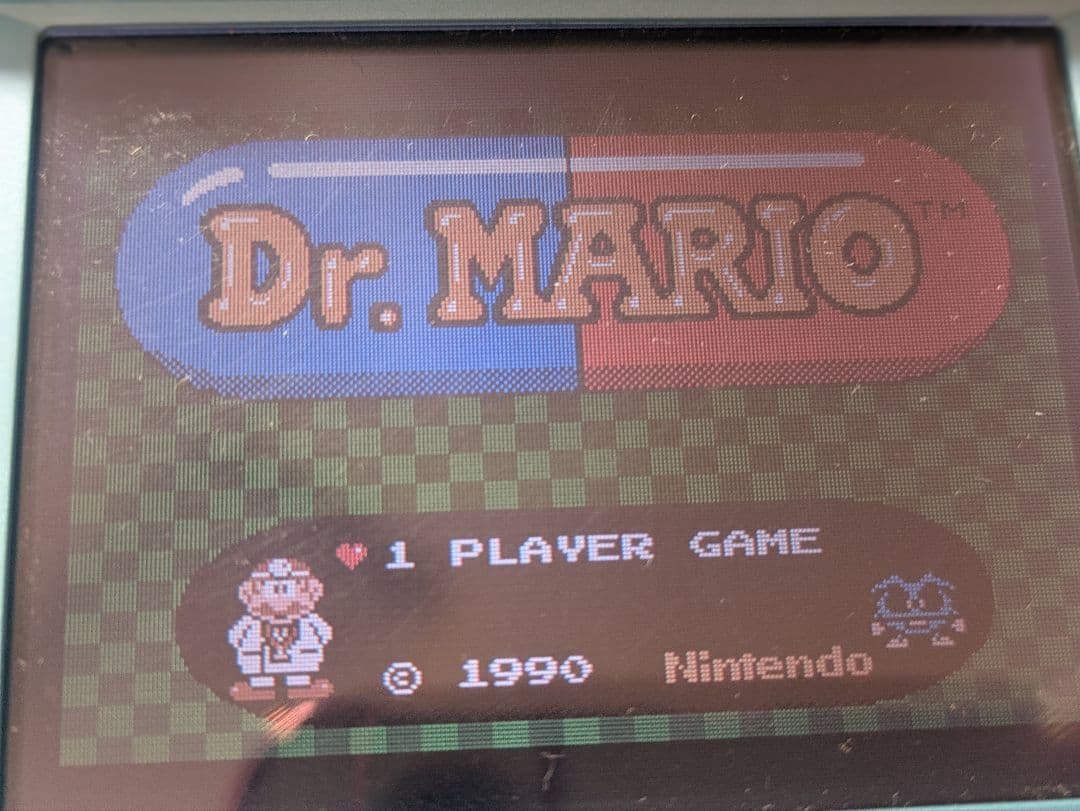 Dr. MARIO™
1 PLAYER GAME
© 1990 Nintendo